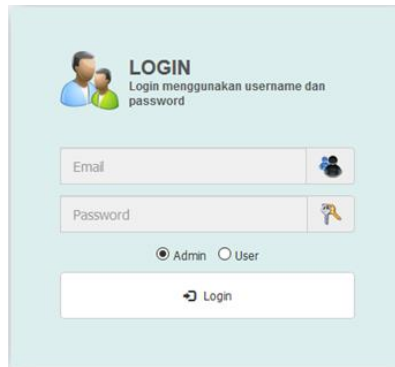 LOGIN
Login menggunakan username dan
password
Email
Password
Admin User
Login